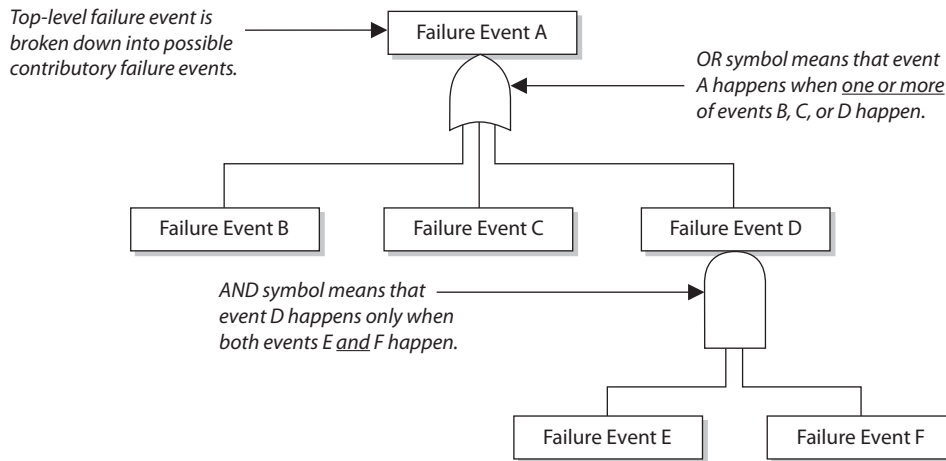 Top-level failure event is
broken down into possible
contributory failure events.
Failure Event A
OR symbol means that event
A happens when one or more
of events B, C, or D happen.
Failure Event B
Failure Event C
Failure Event D
AND symbol means that
event D happens only when
both events E and F happen.
Failure Event E
Failure Event F